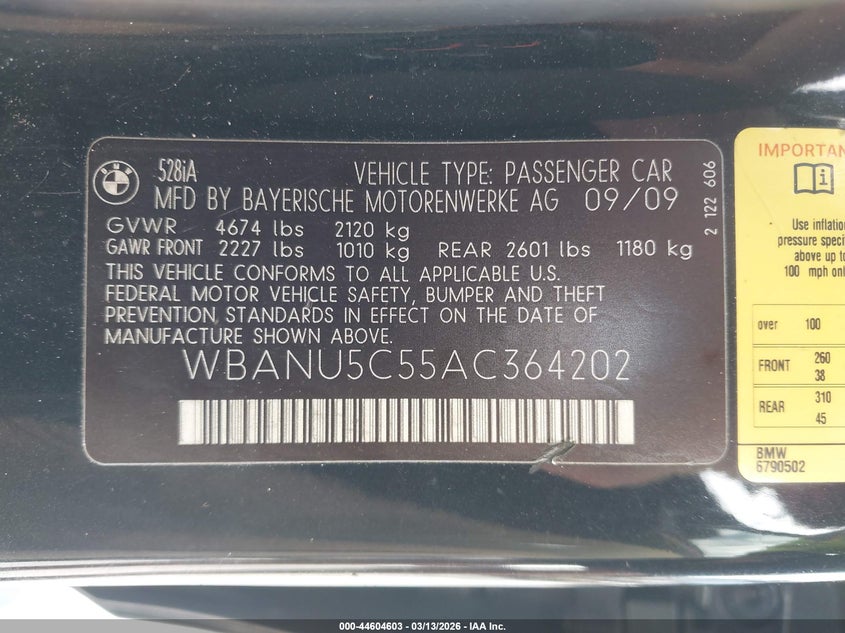 528iA VEHICLE TYPE: PASSENGER CAR
MFD BY BAYERISCHE MOTORENWERKE AG 09/09
GVWR 4674 lbs 2120 kg
GAWR FRONT 2227 lbs 1010 kg REAR 2601 lbs 1180 kg
THIS VEHICLE CONFORMS TO ALL APPLICABLE U.S.
FEDERAL MOTOR VEHICLE SAFETY, BUMPER AND THEFT
PREVENTION STANDARDS IN EFFECT ON THE DATE OF
MANUFACTURE SHOWN ABOVE.
WBANU5C55AC364202
2 122 606
IMPORTAN
Use inflation
pressure speci
above up to
100 mph onl
over 100
FRONT 260
38
REAR 310
45
BMW
6790502
000-44604603 / 03/13/2026 - IAA Inc.